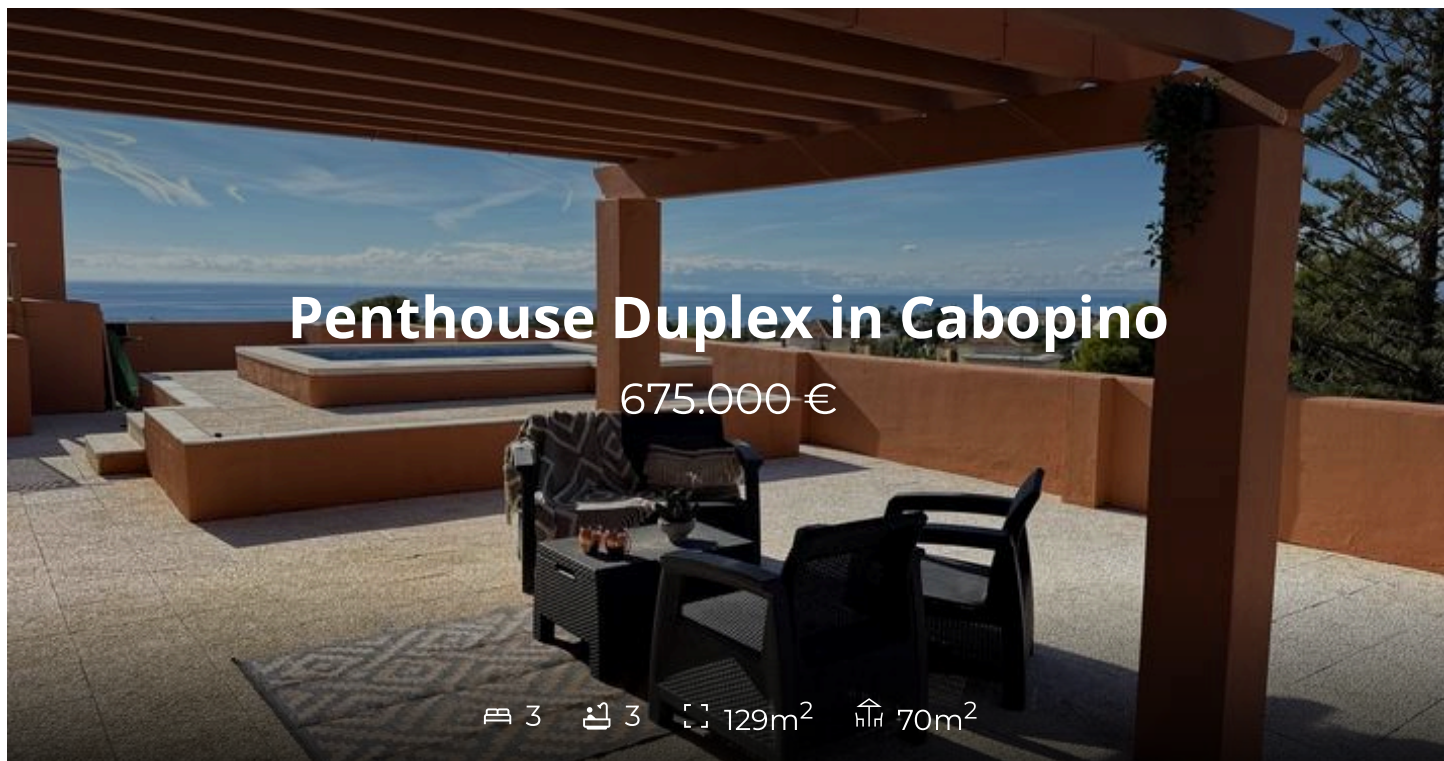 Penthouse Duplex in Cabopino
675.000 €
3 3 129m² 70m²